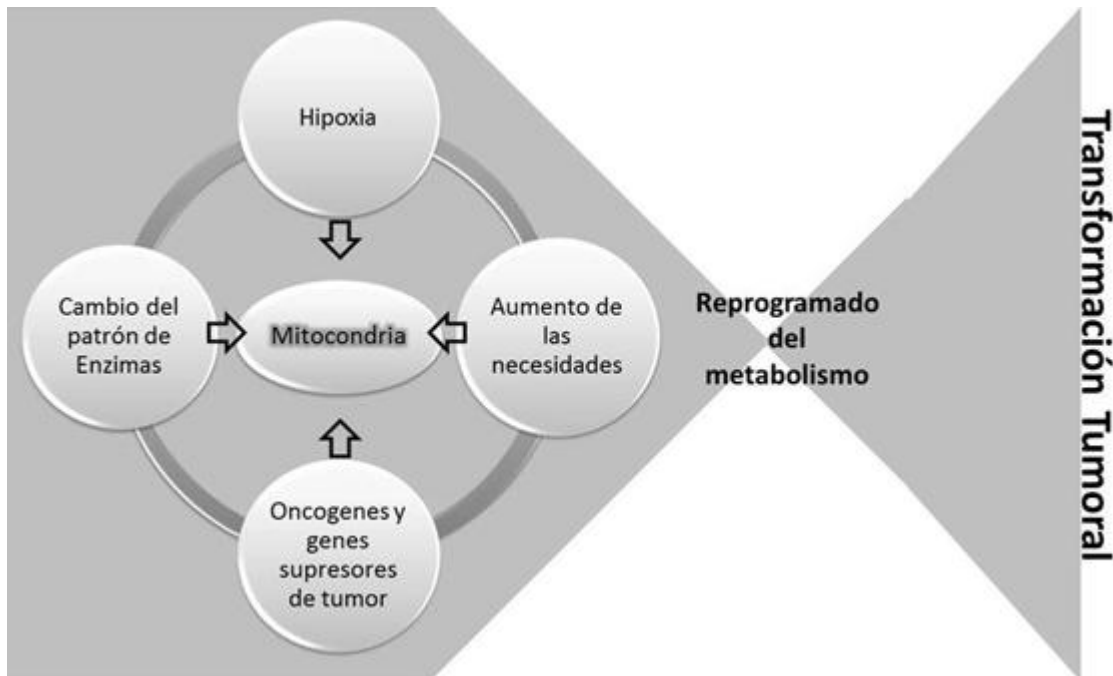 Hipoxia
Cambio del
patrón de
Enzimas
Mitocondria
Aumento de
las
necesidades
Oncogenes y
genes
supresores
de tumor
Reprogramado
del
metabolismo
Transformación Tumoral